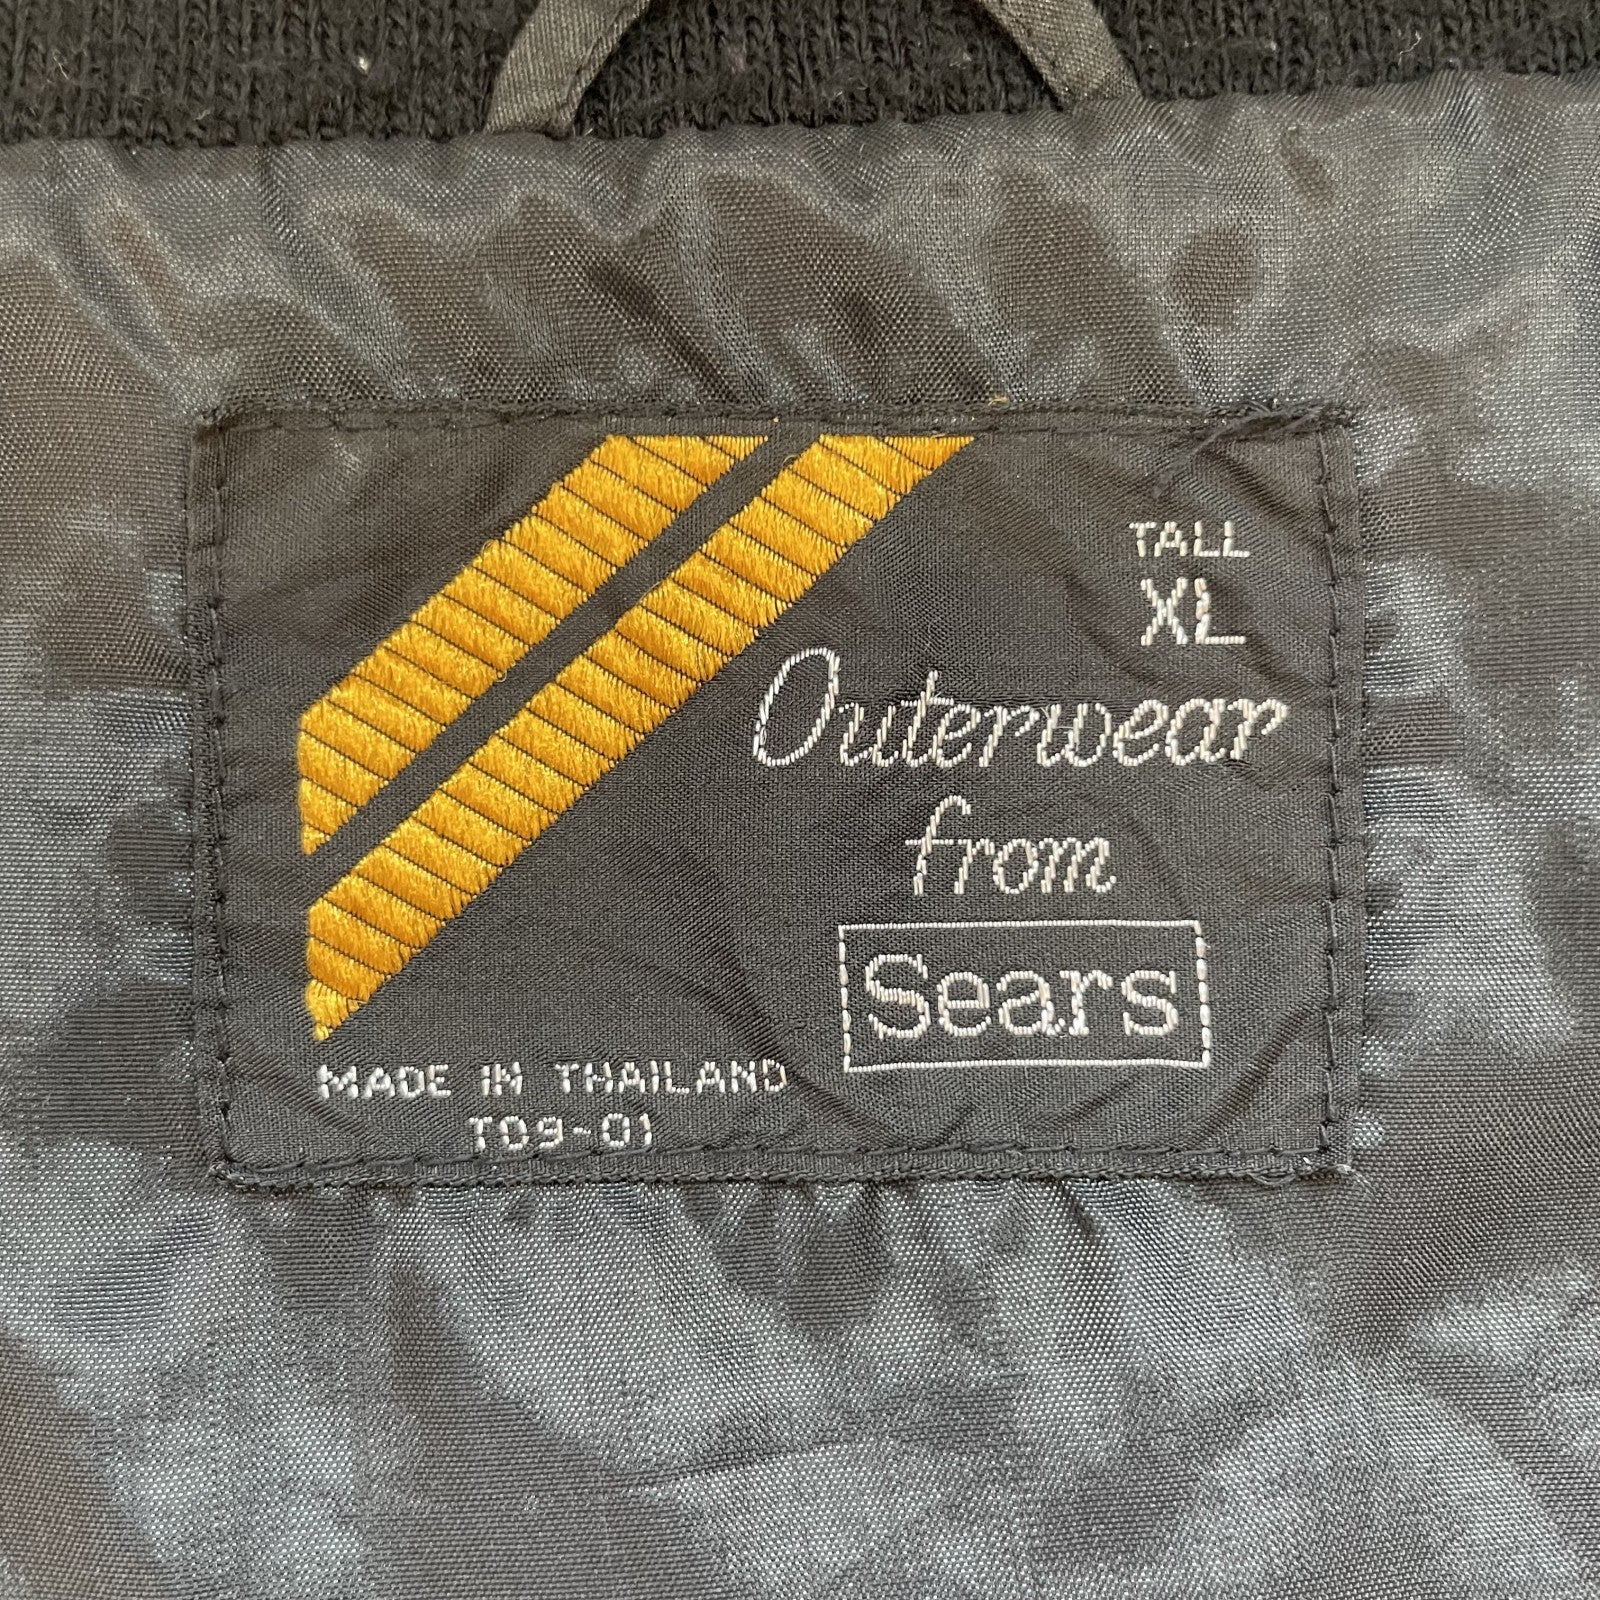 TALL
XL
Outerwear
from
Sears
MADE IN THAILAND
T09-01